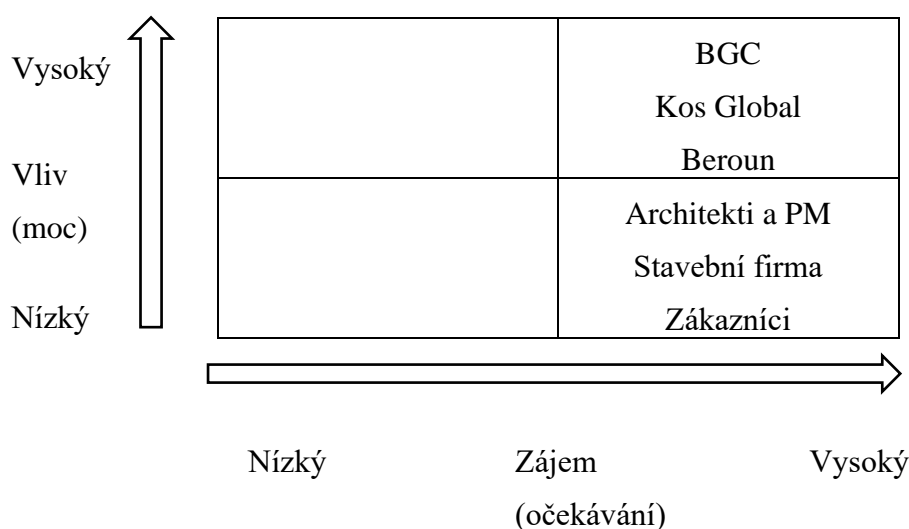 Vysoký
Vliv
(moc)
Nízký
BGC
Kos Global
Beroun
Architekti a PM
Stavební firma
Zákazníci
Nízký
Zájem
(očekávání)
Vysoký